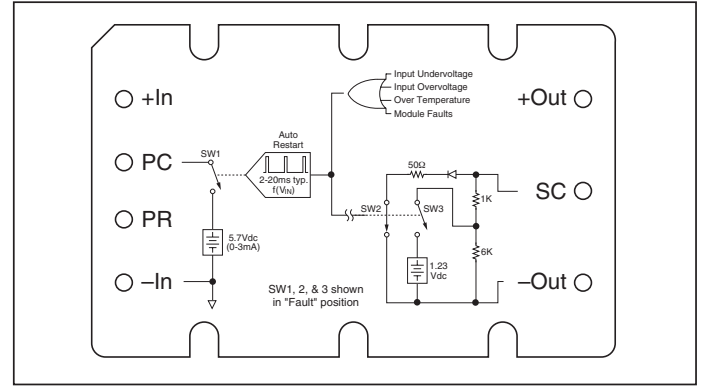 Input Undervoltage
Input Overvoltage
Over Temperature
Module Faults
+In
+Out
PC
SW1
Auto
Restart
2-20ms typ.
f(VIN)
50Ω
SC
1K
PR
SW2
SW3
5.7Vdc
(0-3mA)
6K
1.23
Vdc
–In
–Out
SW1, 2, & 3 shown
in "Fault" position